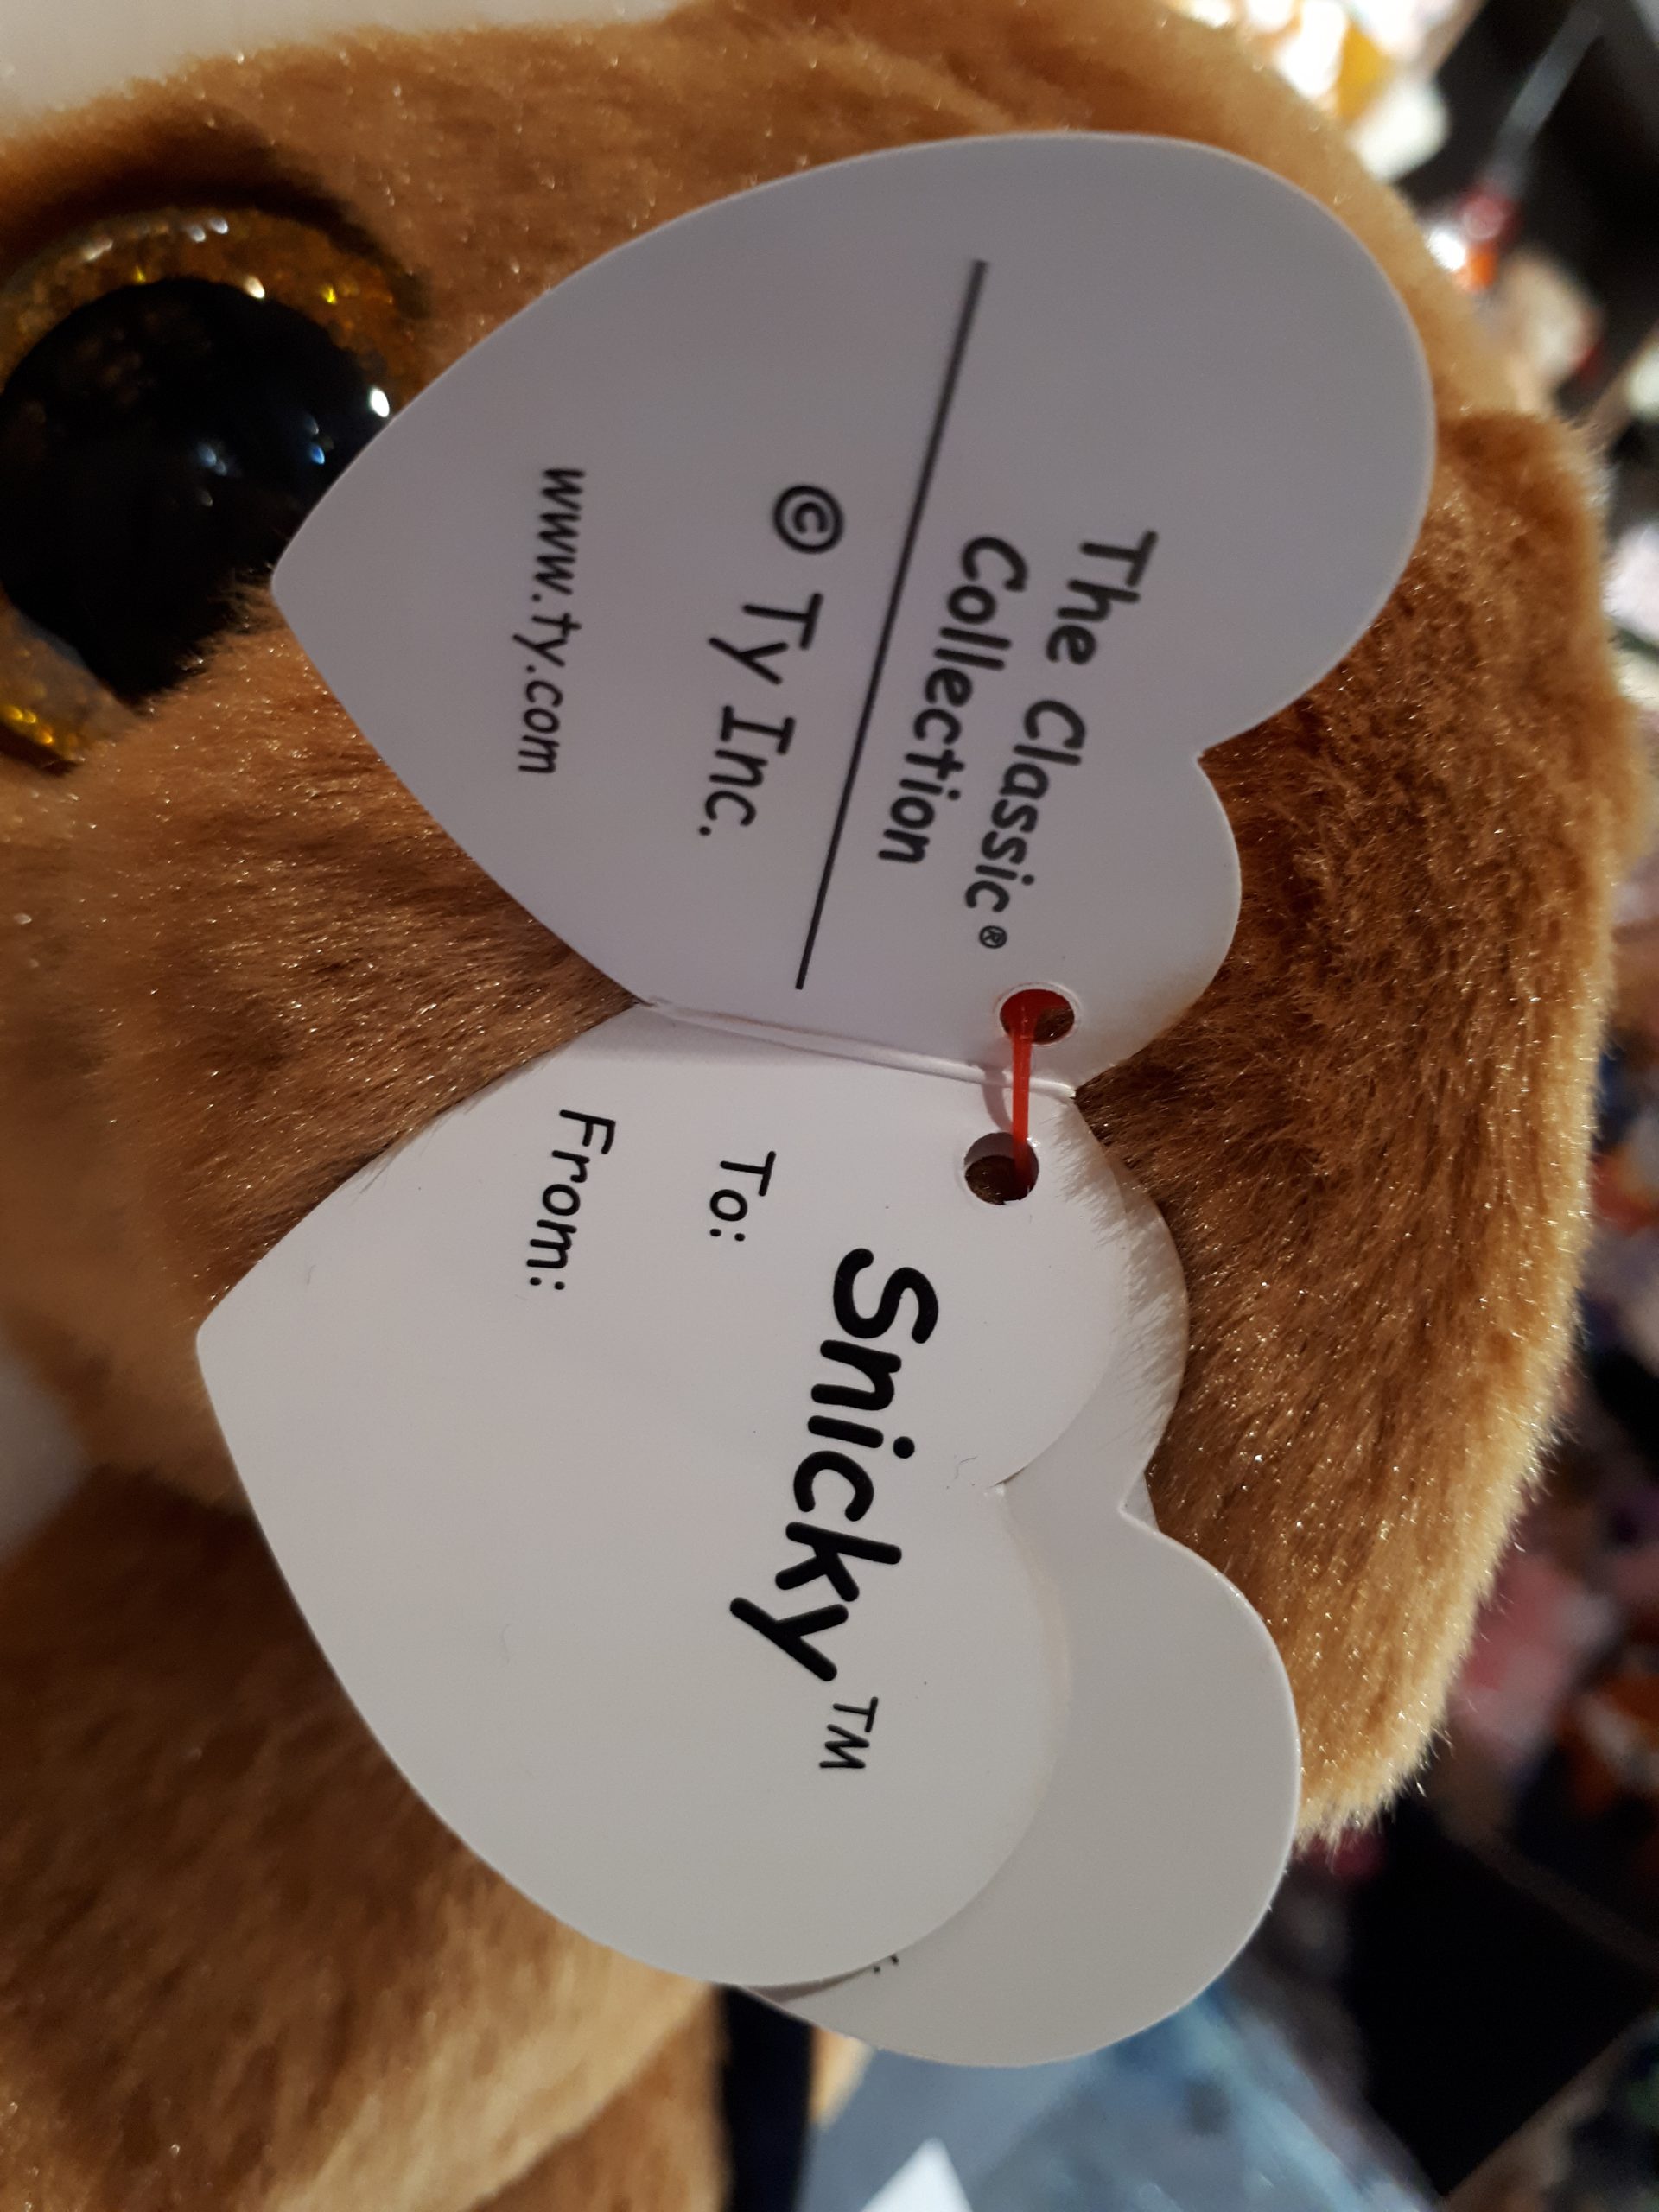 The Classic®
Collection
© Ty Inc.
www.ty.com
Snicky™
To:
From: